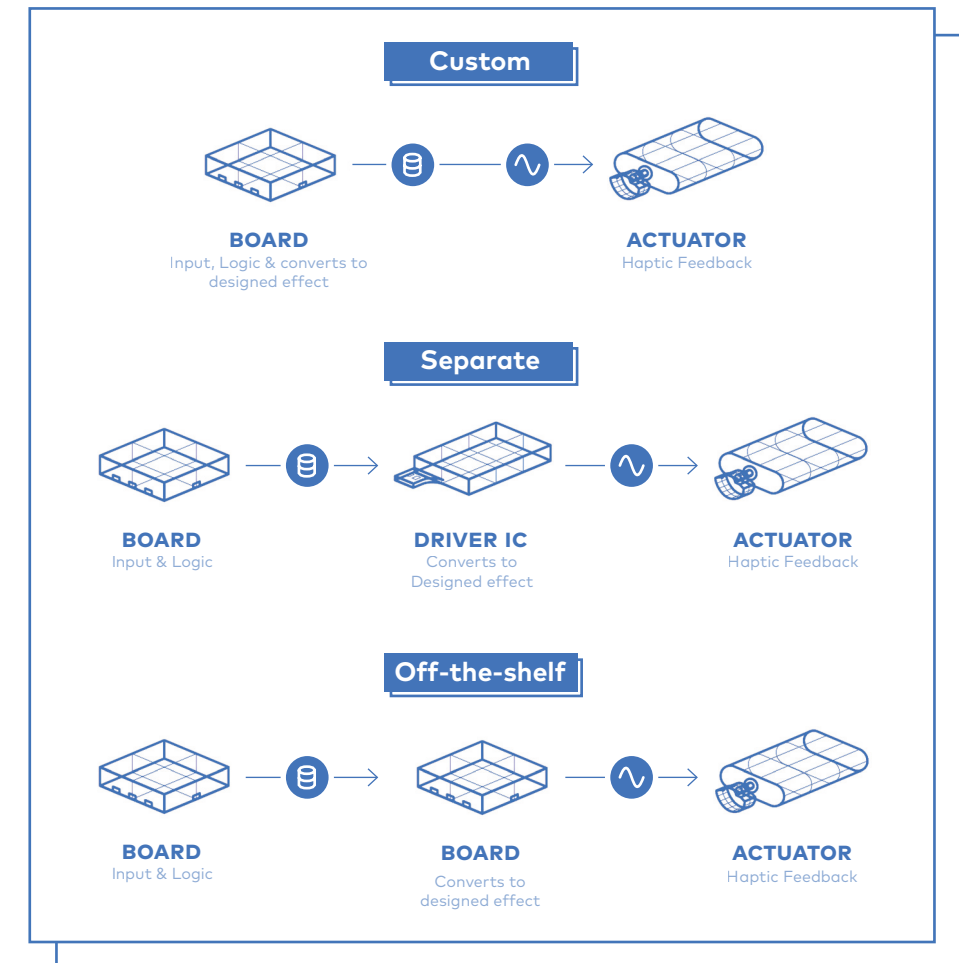 Custom
BOARD
Input, Logic & converts to
designed effect
ACTUATOR
Haptic Feedback
Separate
BOARD
Input & Logic
DRIVER IC
Converts to
Designed effect
ACTUATOR
Haptic Feedback
Off-the-shelf
BOARD
Input & Logic
BOARD
Converts to
designed effect
ACTUATOR
Haptic Feedback